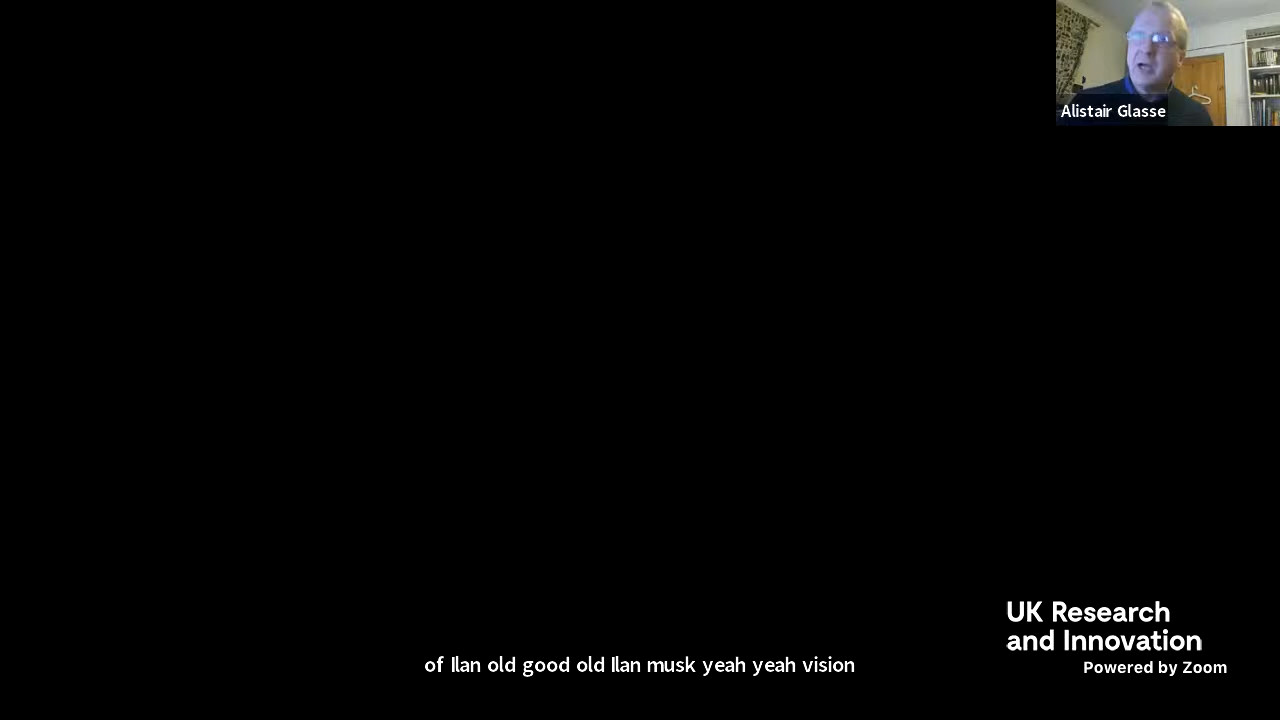 Alistair Glasse
UK Research
and Innovation
Powered by Zoom
of Ilan old good old Ilan musk yeah yeah vision